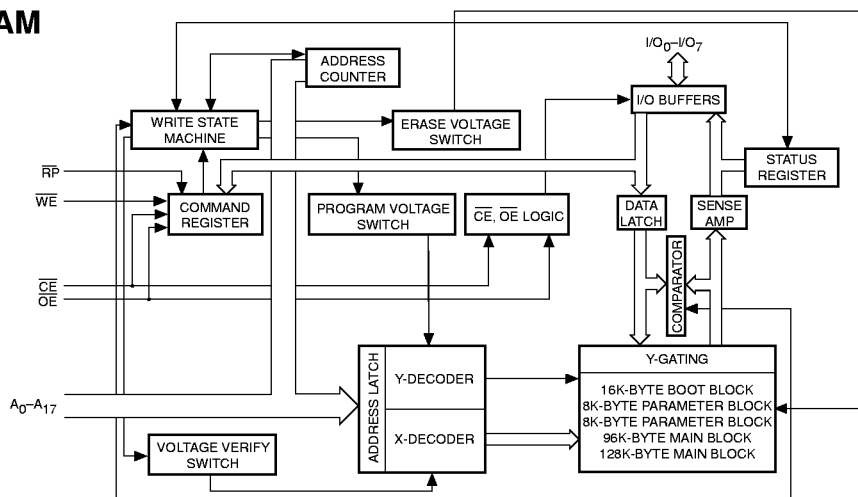 AM
I/O0–I/O7
ADDRESS
COUNTER
I/O BUFFERS
WRITE STATE
MACHINE
ERASE VOLTAGE
SWITCH
STATUS
REGISTER
RP
WE
COMMAND
REGISTER
PROGRAM VOLTAGE
SWITCH
CE, OE LOGIC
DATA
LATCH
SENSE
AMP
COMPARATOR
CE
OE
ADDRESS LATCH
Y-DECODER
X-DECODER
Y-GATING
16K-BYTE BOOT BLOCK
8K-BYTE PARAMETER BLOCK
8K-BYTE PARAMETER BLOCK
96K-BYTE MAIN BLOCK
128K-BYTE MAIN BLOCK
A0–A17
VOLTAGE VERIFY
SWITCH